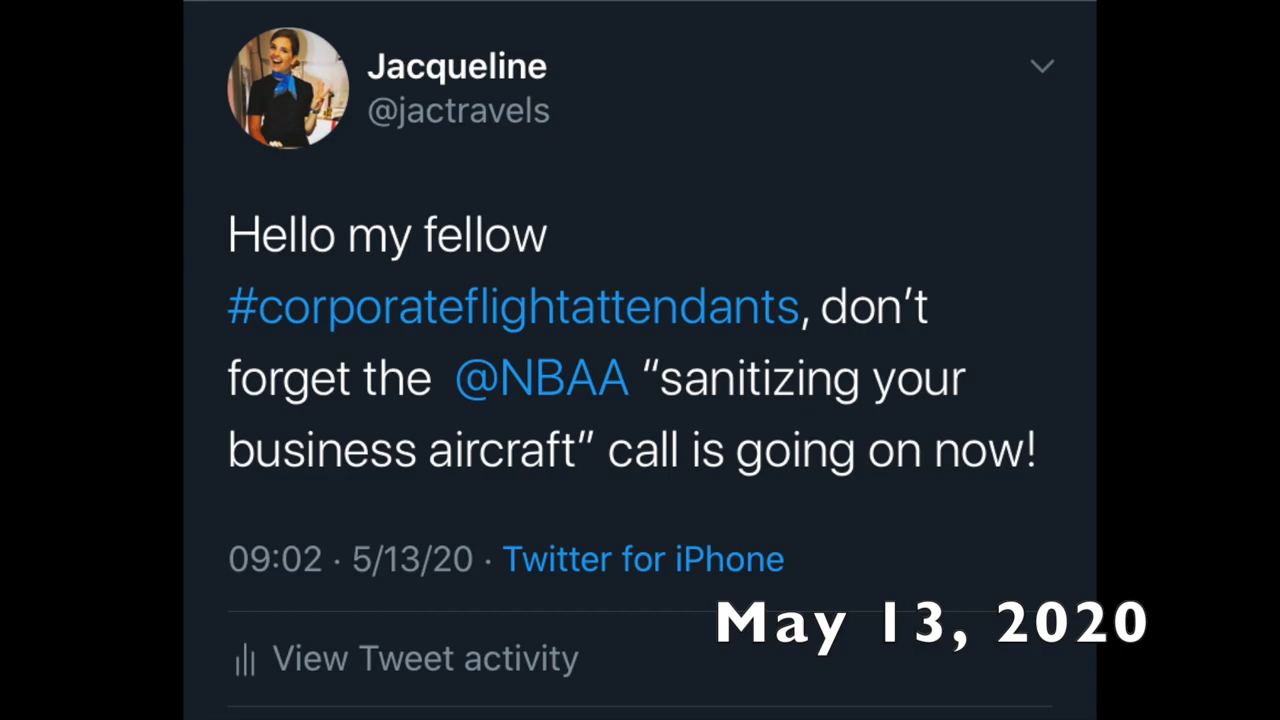 Jacqueline
@jactravels
Hello my fellow
#corporateflightattendants, don’t
forget the @NBAA “sanitizing your
business aircraft” call is going on now!
09:02 · 5/13/20 · Twitter for iPhone
May 13, 2020
View Tweet activity